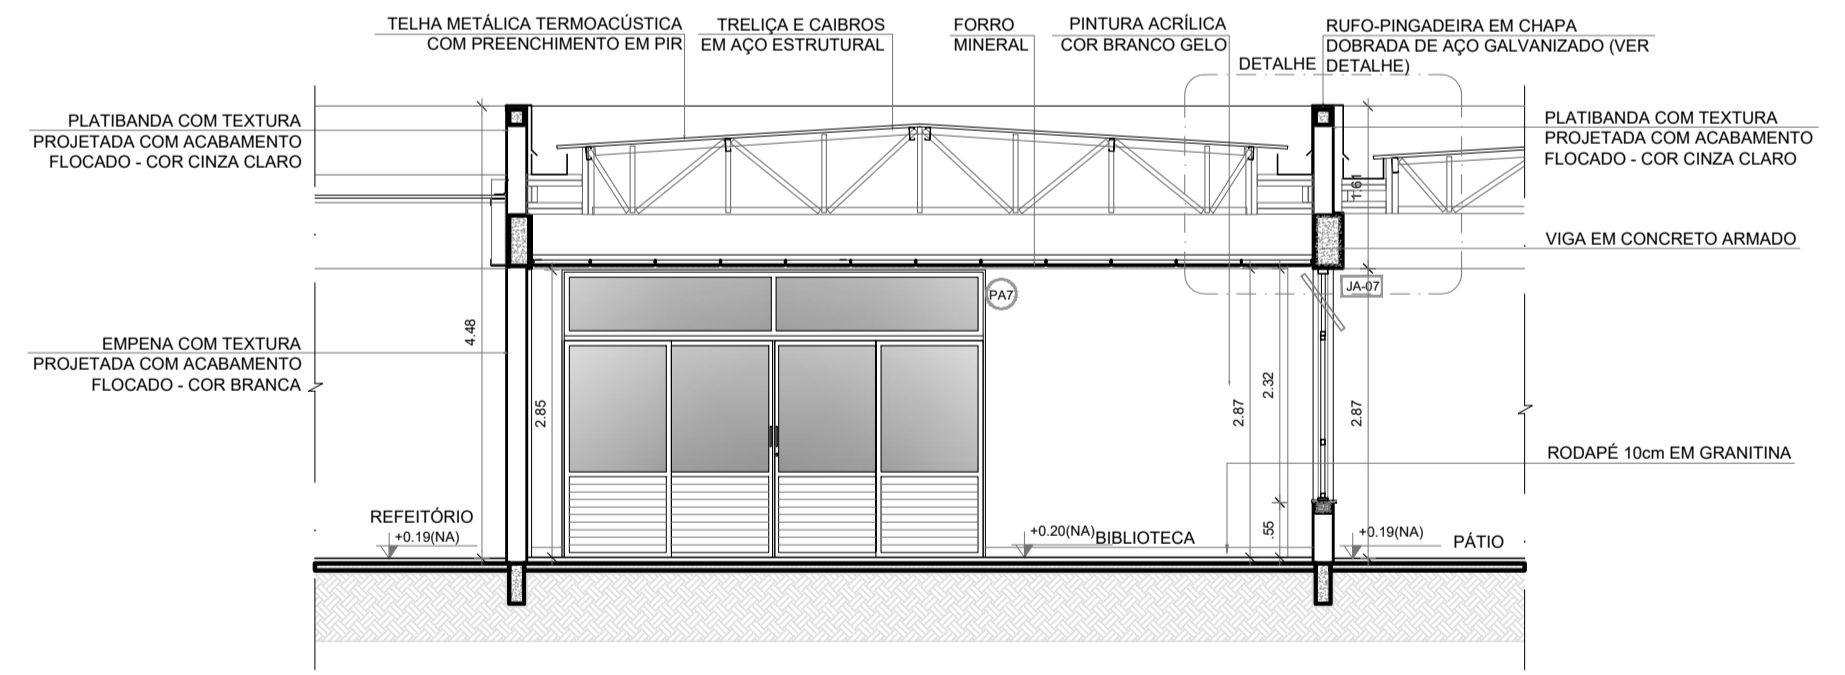 TELHA METÁLICA TERMOACÚSTICA
COM PREENCHIMENTO EM PIR
TRELIÇA E CAIBROS
EM AÇO ESTRUTURAL
FORRO
MINERAL
PINTURA ACRÍLICA
COR BRANCO GELO
RUFO-PINGADEIRA EM CHAPA
DOBRADA DE AÇO GALVANIZADO (VER
DETALHE)
DETALHE
PLATIBANDA COM TEXTURA
PROJETADA COM ACABAMENTO
FLOCADO - COR CINZA CLARO
PLATIBANDA COM TEXTURA
PROJETADA COM ACABAMENTO
FLOCADO - COR CINZA CLARO
1.61
VIGA EM CONCRETO ARMADO
PA7
JA-07
EMPENA COM TEXTURA
PROJETADA COM ACABAMENTO
FLOCADO - COR BRANCA
4.48
2.85
2.87
2.32
2.87
RODAPÉ 10cm EM GRANITINA
REFEITÓRIO
+0.19(NA)
+0.20(NA)
BIBLIOTECA
.55
+0.19(NA)
PÁTIO